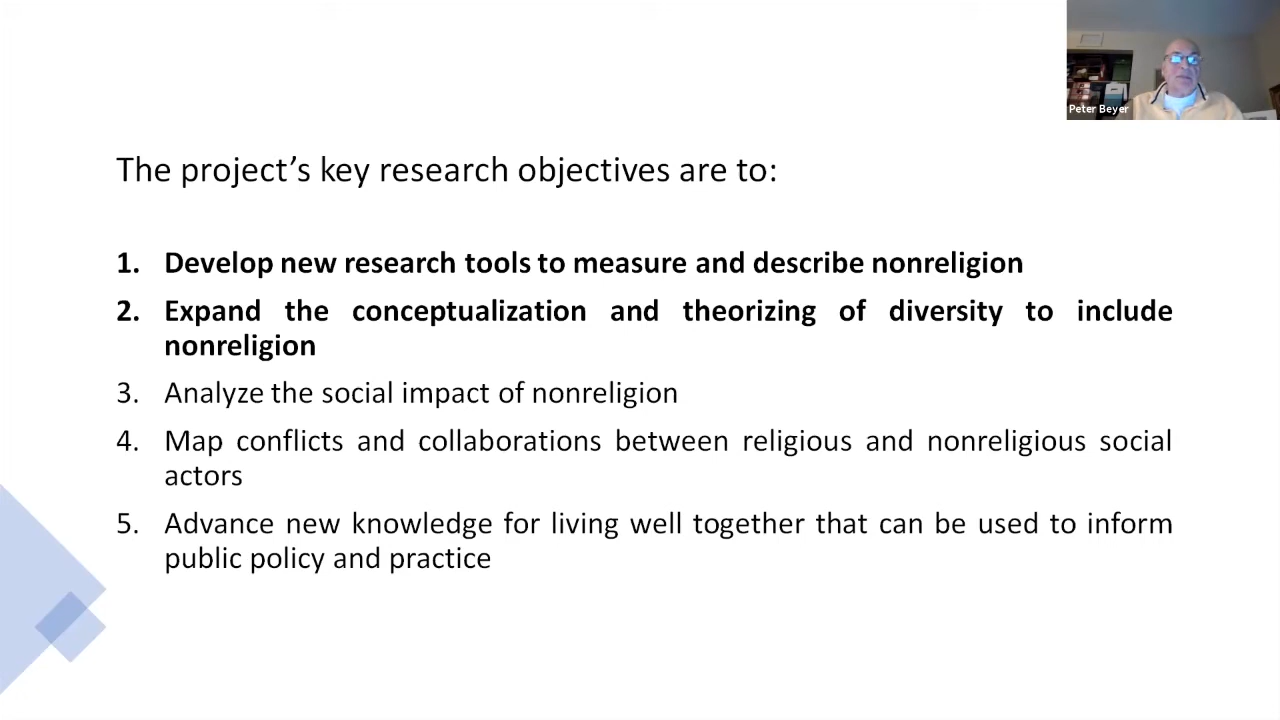 Peter Beyer
The project’s key research objectives are to:
1. Develop new research tools to measure and describe nonreligion
2. Expand the conceptualization and theorizing of diversity to include
nonreligion
3. Analyze the social impact of nonreligion
4. Map conflicts and collaborations between religious and nonreligious social
actors
5. Advance new knowledge for living well together that can be used to inform
public policy and practice